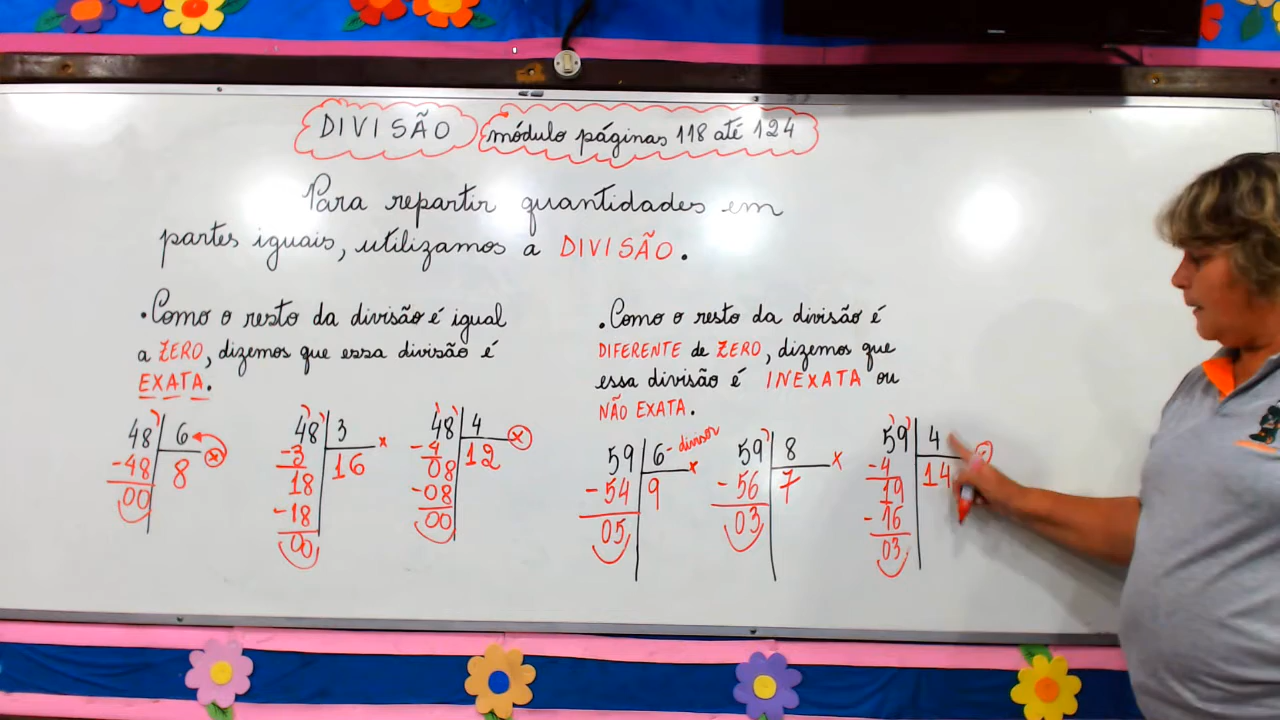 DIVISÃO módulo páginas 118 até 124
Para repartir quantidades em
partes iguais, utilizamos a DIVISÃO.
. Como o resto da divisão é igual
a ZERO, dizemos que essa divisão é
EXATA.
48 6
-48 8 x
00
48 3
-3 16 x
18
-18
00
48 4
-4 12 x
08
-08
00
. Como o resto da divisão é
DIFERENTE de ZERO, dizemos que
essa divisão é INEXATA ou
NÃO EXATA.
59 6 - divisor
-54 9 x
05
59 8
-56 7 x
03
59 4
-4 14 x
19
-16
03